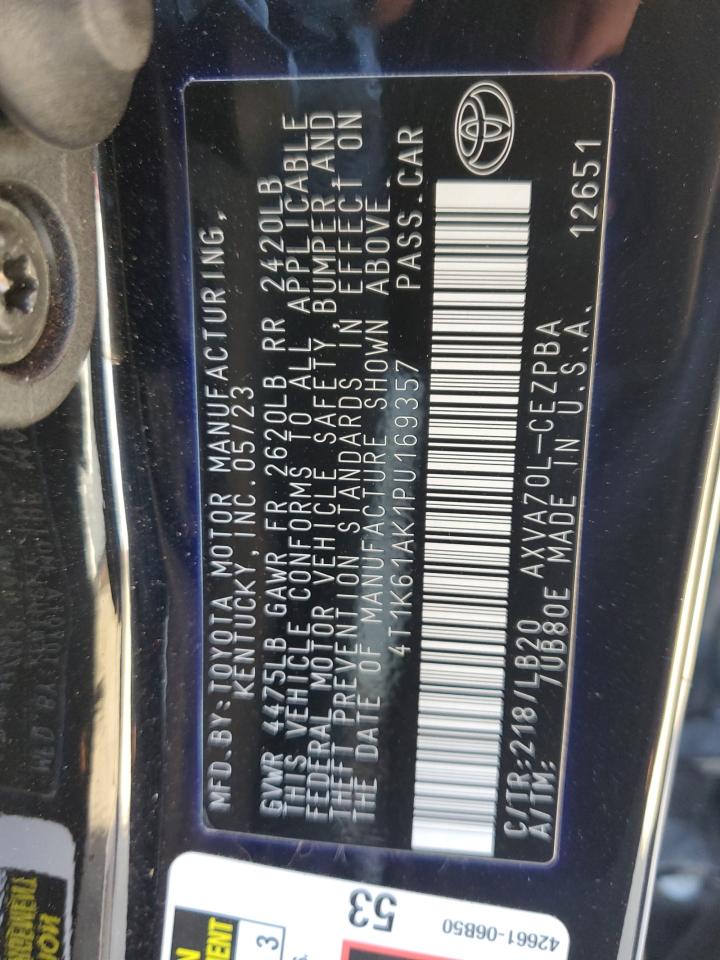 MFD.BY:TOYOTA MOTOR MANUFACTURING,
KENTUCKY, INC.05/23
GVWR 4475LB GAWR FR 2620LB RR 2420LB
THIS VEHICLE CONFORMS TO ALL APPLICABLE
FEDERAL MOTOR VEHICLE SAFETY, BUMPER, AND
THEFT PREVENTION STANDARDS IN EFFECT ON
THE DATE OF MANUFACTURE SHOWN ABOVE.
4T1K61AK1PU169357 PASS.CAR
C/TR:218/LB20 AXVA70L-CEZPBA
A/TM: /UB80E MADE IN U.S.A. 12651
53
42661-06B50
3